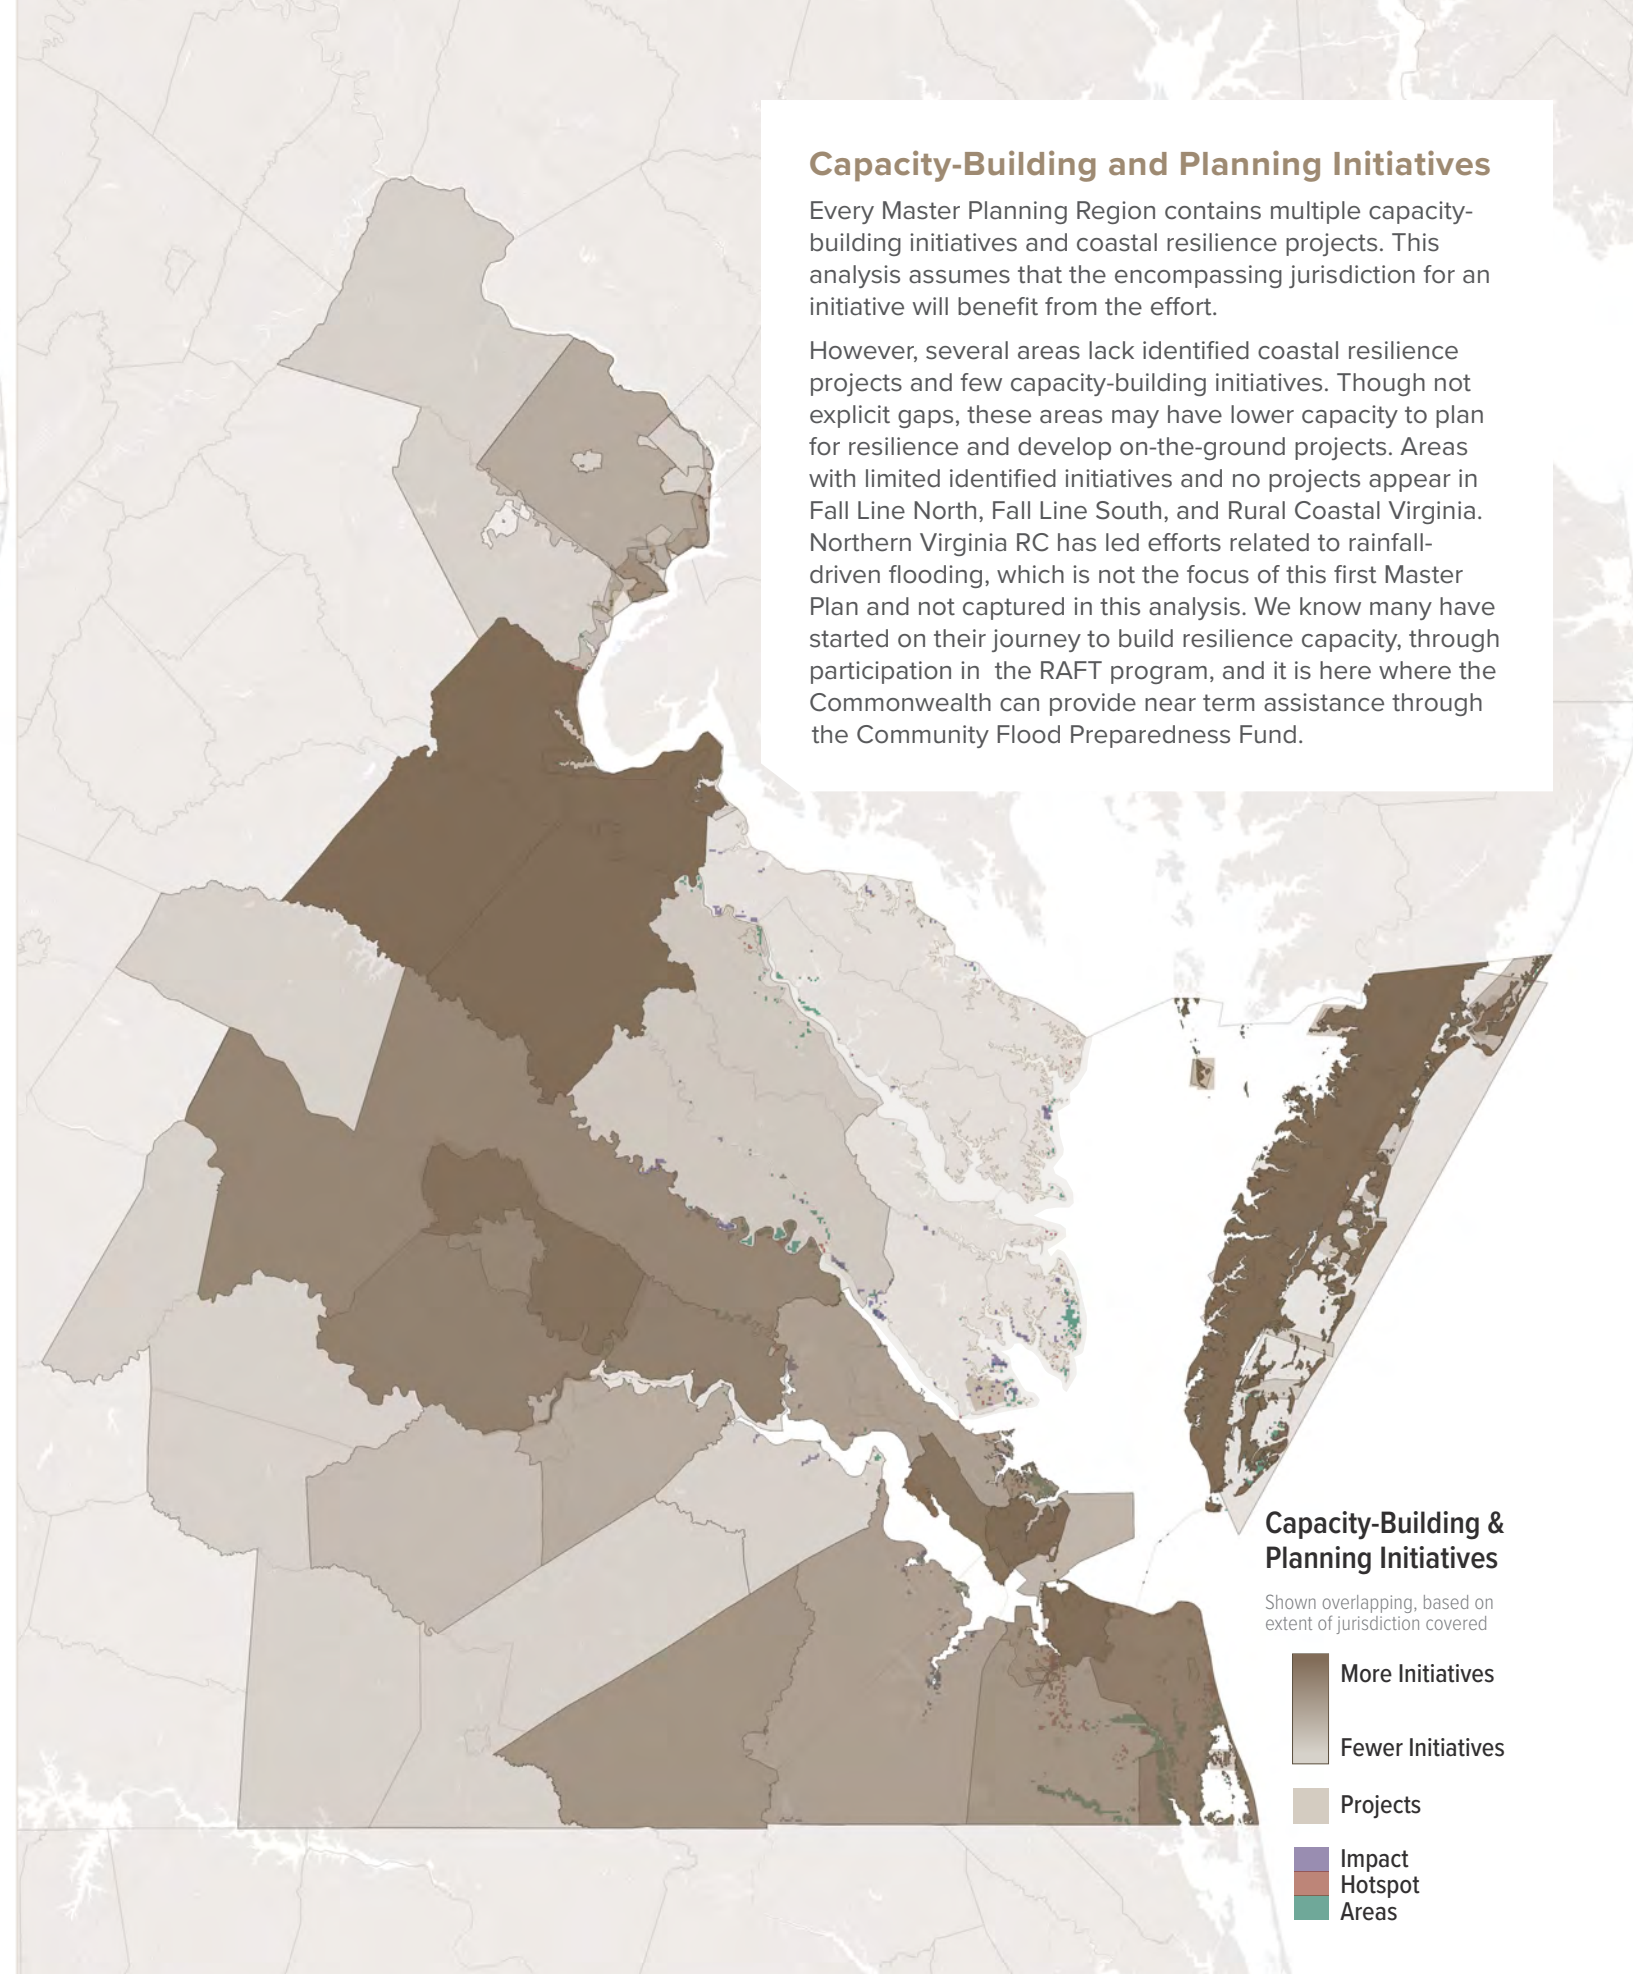 Capacity-Building and Planning Initiatives
Every Master Planning Region contains multiple capacity-
building initiatives and coastal resilience projects. This
analysis assumes that the encompassing jurisdiction for an
initiative will benefit from the effort.
However, several areas lack identified coastal resilience
projects and few capacity-building initiatives. Though not
explicit gaps, these areas may have lower capacity to plan
for resilience and develop on-the-ground projects. Areas
with limited identified initiatives and no projects appear in
Fall Line North, Fall Line South, and Rural Coastal Virginia.
Northern Virginia RC has led efforts related to rainfall-
driven flooding, which is not the focus of this first Master
Plan and not captured in this analysis. We know many have
started on their journey to build resilience capacity, through
participation in  the RAFT program, and it is here where the
Commonwealth can provide near term assistance through
the Community Flood Preparedness Fund.
Capacity-Building &
Planning Initiatives
Shown overlapping, based on
extent of jurisdiction covered
More Initiatives
Fewer Initiatives
Projects
Impact
Hotspot
Areas